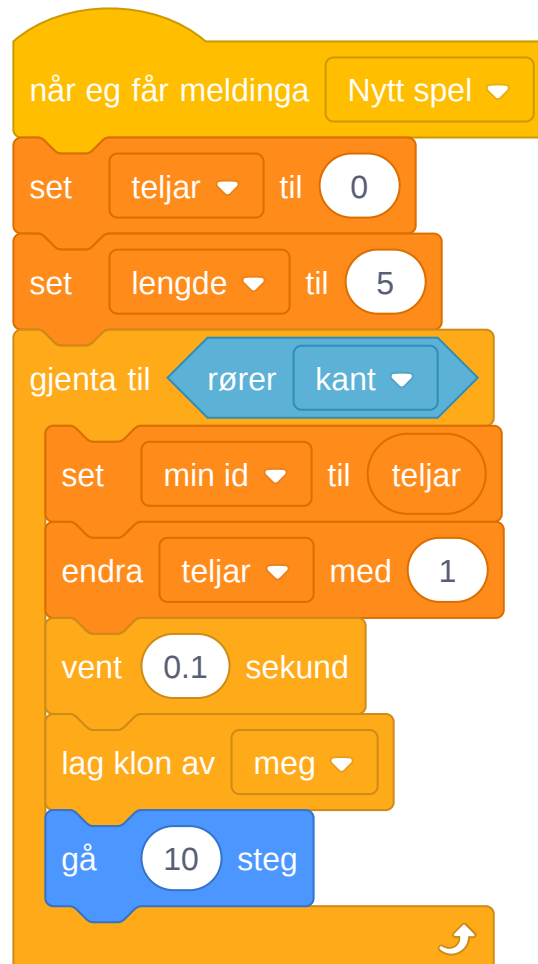 når eg får meldinga Nytt spel
set teljar til 0
set lengde til 5
gjenta til rører kant
set min id til teljar
endra teljar med 1
vent 0.1 sekund
lag klon av meg
gå 10 steg